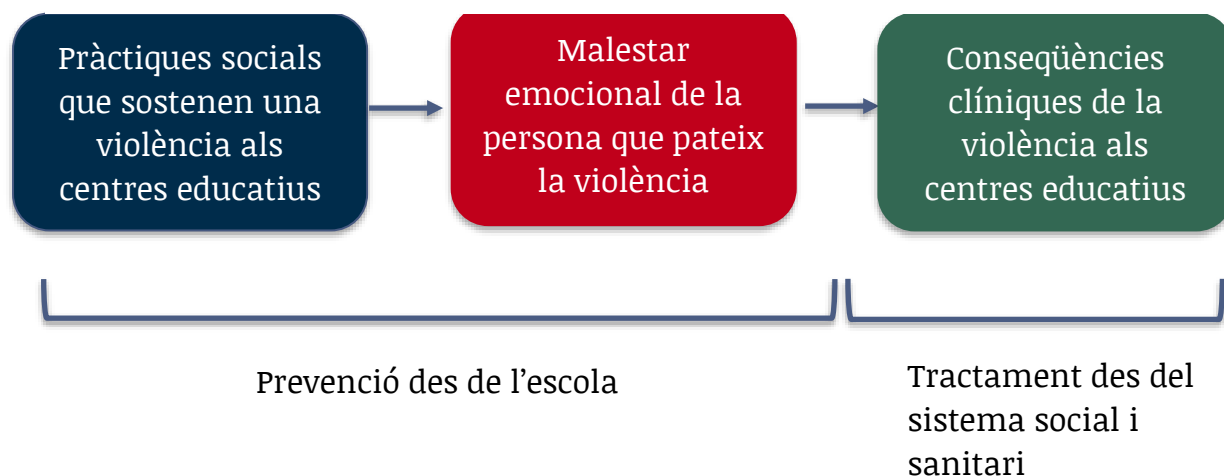 Pràctiques socials
que sostenen una
violència als
centres educatius
Malestar
emocional de la
persona que pateix
la violència
Conseqüències
clíniques de la
violència als
centres educatius
Prevenció des de l’escola
Tractament des del
sistema social i
sanitari